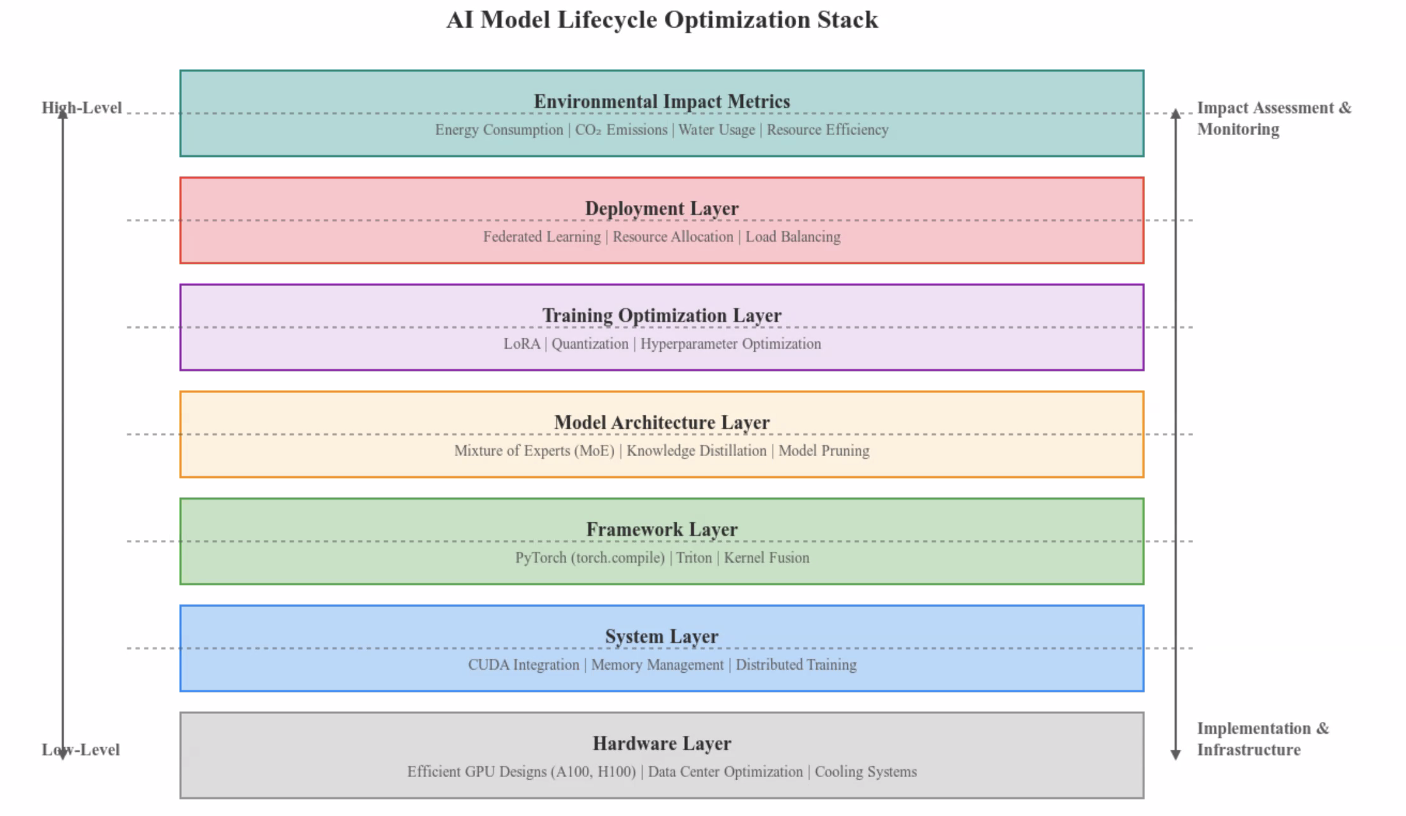 AI Model Lifecycle Optimization Stack
High-Level
Environmental Impact Metrics
Energy Consumption | CO₂ Emissions | Water Usage | Resource Efficiency
Impact Assessment &
Monitoring
Deployment Layer
Federated Learning | Resource Allocation | Load Balancing
Training Optimization Layer
LoRA | Quantization | Hyperparameter Optimization
Model Architecture Layer
Mixture of Experts (MoE) | Knowledge Distillation | Model Pruning
Framework Layer
PyTorch (torch.compile) | Triton | Kernel Fusion
System Layer
CUDA Integration | Memory Management | Distributed Training
Low-Level
Hardware Layer
Efficient GPU Designs (A100, H100) | Data Center Optimization | Cooling Systems
Implementation &
Infrastructure